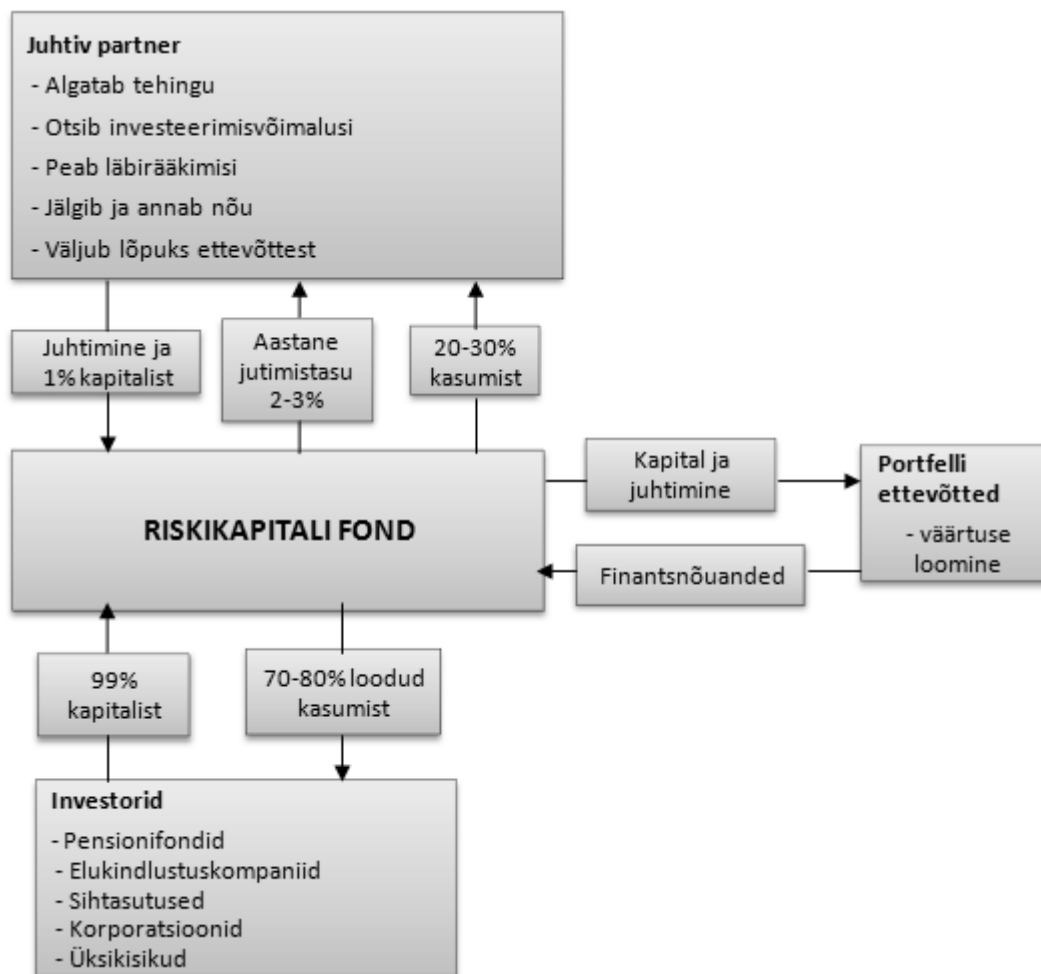 Juhtiv partner
- Algatab tehingu
- Otsib investeerimisvõimalusi
- Peab läbirääkimisi
- Jälgib ja annab nõu
- Väljub lõpuks ettevõttest
Juhtimine ja
1% kapitalist
Aastane
jutimistasu
2-3%
20-30%
kasumist
RISKIKAPITALI FOND
Kapital ja
juhtimine
Portfelli
ettevõtted
- väärtuse
loomine
Finantsnõuanded
99%
kapitalist
70-80% loodud
kasumist
Investorid
- Pensionifondid
- Elukindlustuskompaniid
- Sihtasutused
- Korporatsioonid
- Üksikisikud